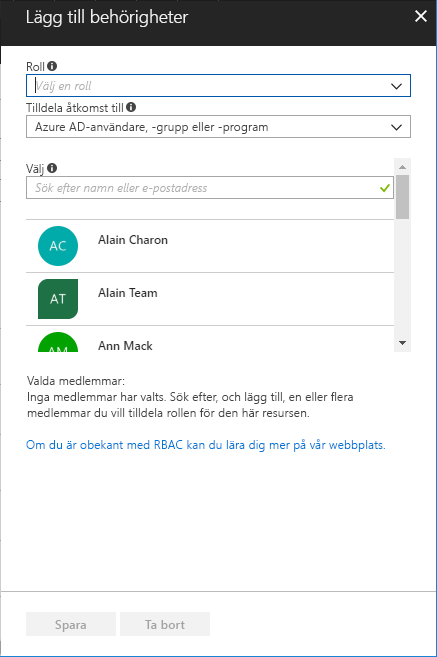 Lägg till behörigheter
Roll
Välj en roll
Tilldela åtkomst till
Azure AD-användare, -grupp eller -program
Välj
Sök efter namn eller e-postadress
AC
Alain Charon
AT
Alain Team
AM
Ann Mack
Valda medlemmar:
Inga medlemmar har valts. Sök efter, och lägg till, en eller flera
medlemmar du vill tilldela rollen för den här resursen.
Om du är obekant med RBAC kan du lära dig mer på vår webbplats.
Spara
Ta bort